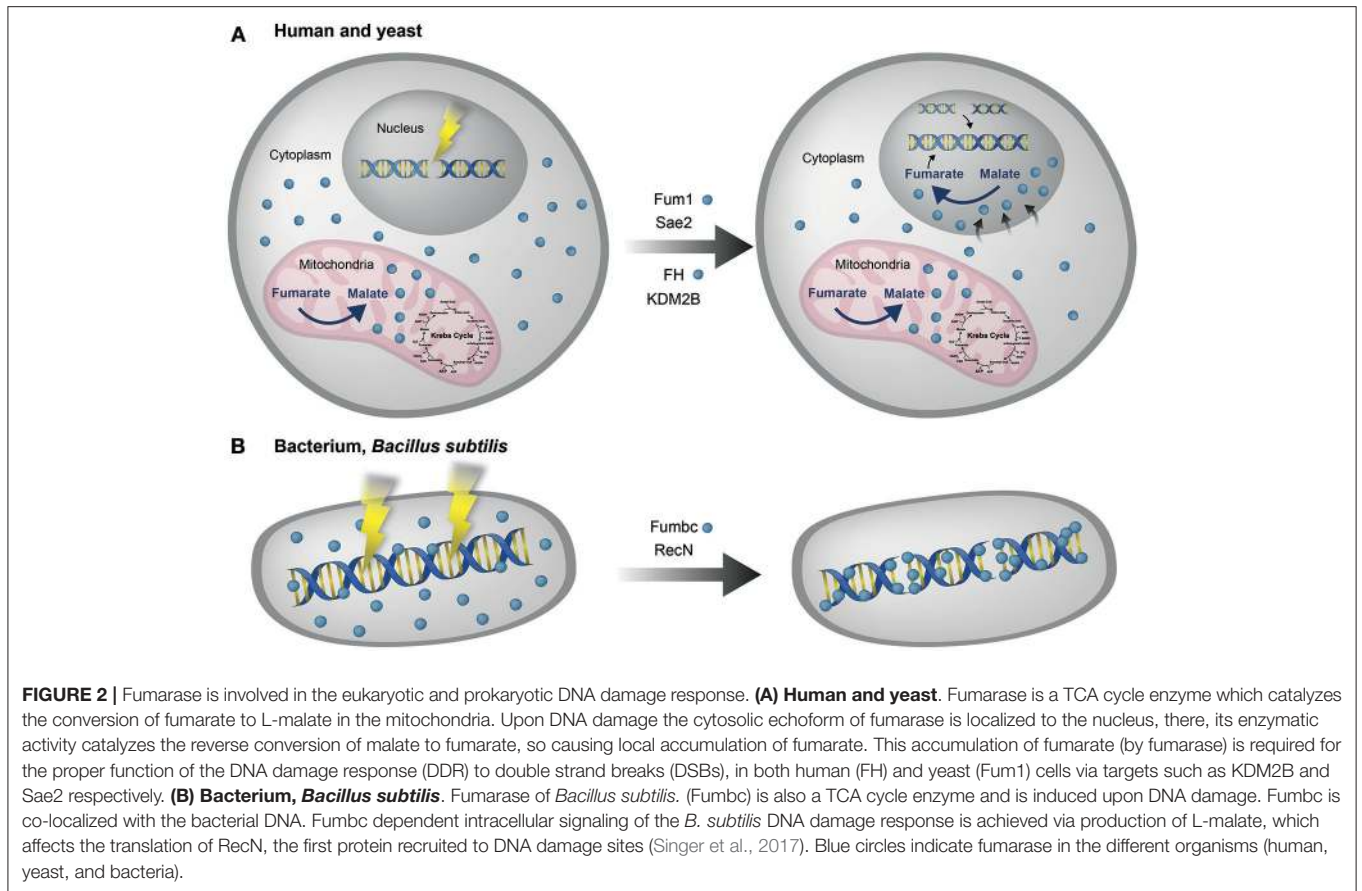 A Human and yeast
Nucleus
Cytoplasm
Mitochondria
Fumarate Malate
Krebs Cycle
Fum1
Sae2
FH
KDM2B
Cytoplasm
Fumarate Malate
Mitochondria
Fumarate Malate
Krebs Cycle
B Bacterium, Bacillus subtilis
Fumbc
RecN
FIGURE 2 | Fumarase is involved in the eukaryotic and prokaryotic DNA damage response. (A) Human and yeast. Fumarase is a TCA cycle enzyme which catalyzes
the conversion of fumarate to L-malate in the mitochondria. Upon DNA damage the cytosolic echoform of fumarase is localized to the nucleus, there, its enzymatic
activity catalyzes the reverse conversion of malate to fumarate, so causing local accumulation of fumarate. This accumulation of fumarate (by fumarase) is required for
the proper function of the DNA damage response (DDR) to double strand breaks (DSBs), in both human (FH) and yeast (Fum1) cells via targets such as KDM2B and
Sae2 respectively. (B) Bacterium, Bacillus subtilis. Fumarase of Bacillus subtilis. (Fumbc) is also a TCA cycle enzyme and is induced upon DNA damage. Fumbc is
co-localized with the bacterial DNA. Fumbc dependent intracellular signaling of the B. subtilis DNA damage response is achieved via production of L-malate, which
affects the translation of RecN, the first protein recruited to DNA damage sites (Singer et al., 2017). Blue circles indicate fumarase in the different organisms (human,
yeast, and bacteria).